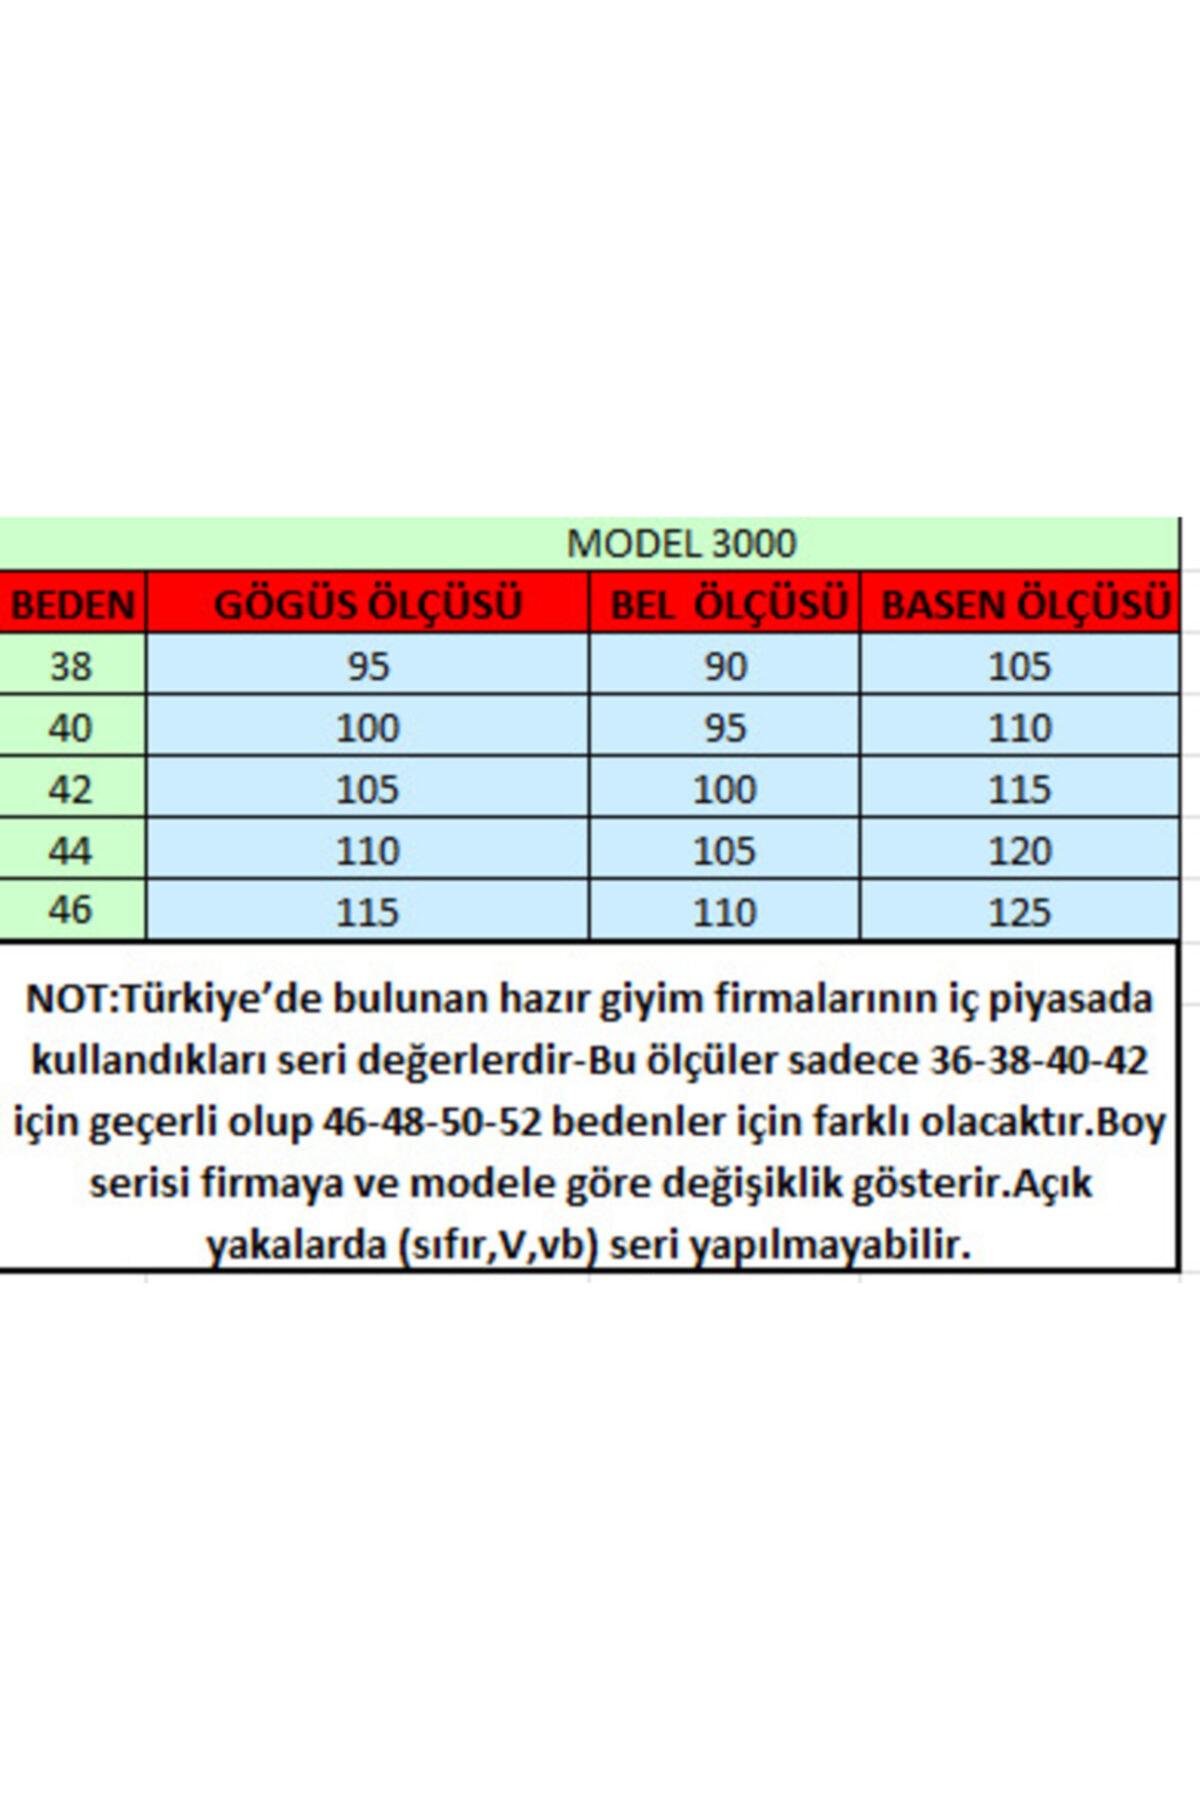 MODEL 3000
BEDEN GÖGÜS ÖLÇÜSÜ BEL ÖLÇÜSÜ BASEN ÖLÇÜSÜ
38 95 90 105
40 100 95 110
42 105 100 115
44 110 105 120
46 115 110 125
NOT:Türkiye’de bulunan hazır giyim firmalarının iç piyasada
kullandıkları seri değerlerdir-Bu ölçüler sadece 36-38-40-42
için geçerli olup 46-48-50-52 bedenler için farklı olacaktır.Boy
serisi firmaya ve modele göre değişiklik gösterir.Açık
yakalarda (sıfır,V,vb) seri yapılmayabilir.